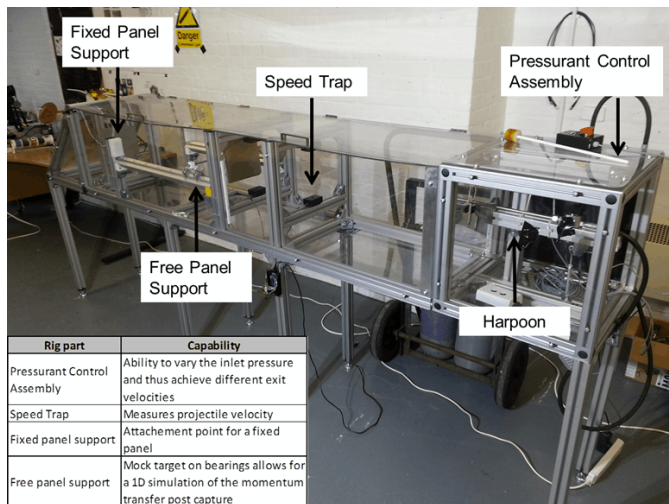 Fixed Panel
Support
Danger
Speed Trap
Pressurant Control
Assembly
Free Panel
Support
Harpoon
Rig part Capability
Pressurant Control
Assembly
Ability to vary the inlet pressure
and thus achieve different exit
velocities
Speed Trap Measures projectile velocity
Fixed panel support
Attachement point for a fixed
panel
Free panel support
Mock target on bearings allows for
a 1D simulation of the momentum
transfer post capture